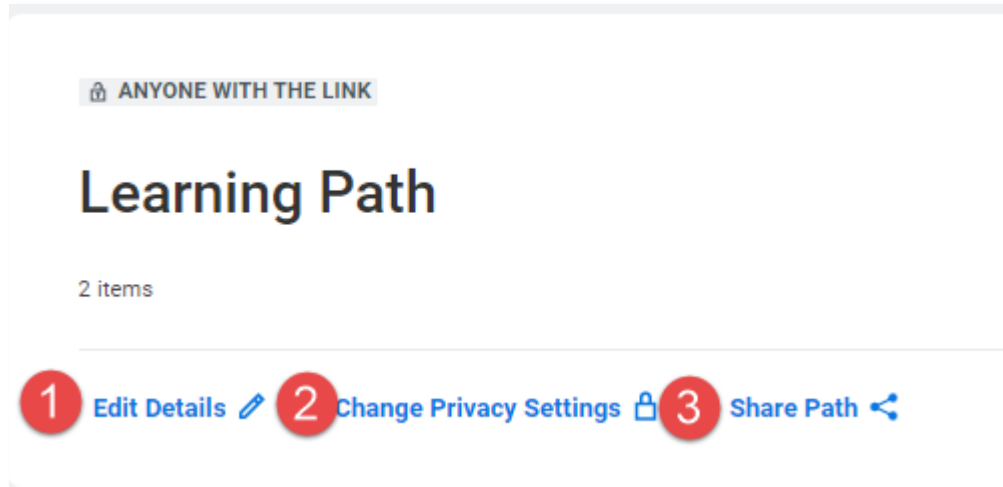 ANYONE WITH THE LINK
Learning Path
2 items
1 Edit Details 2 Change Privacy Settings 3 Share Path